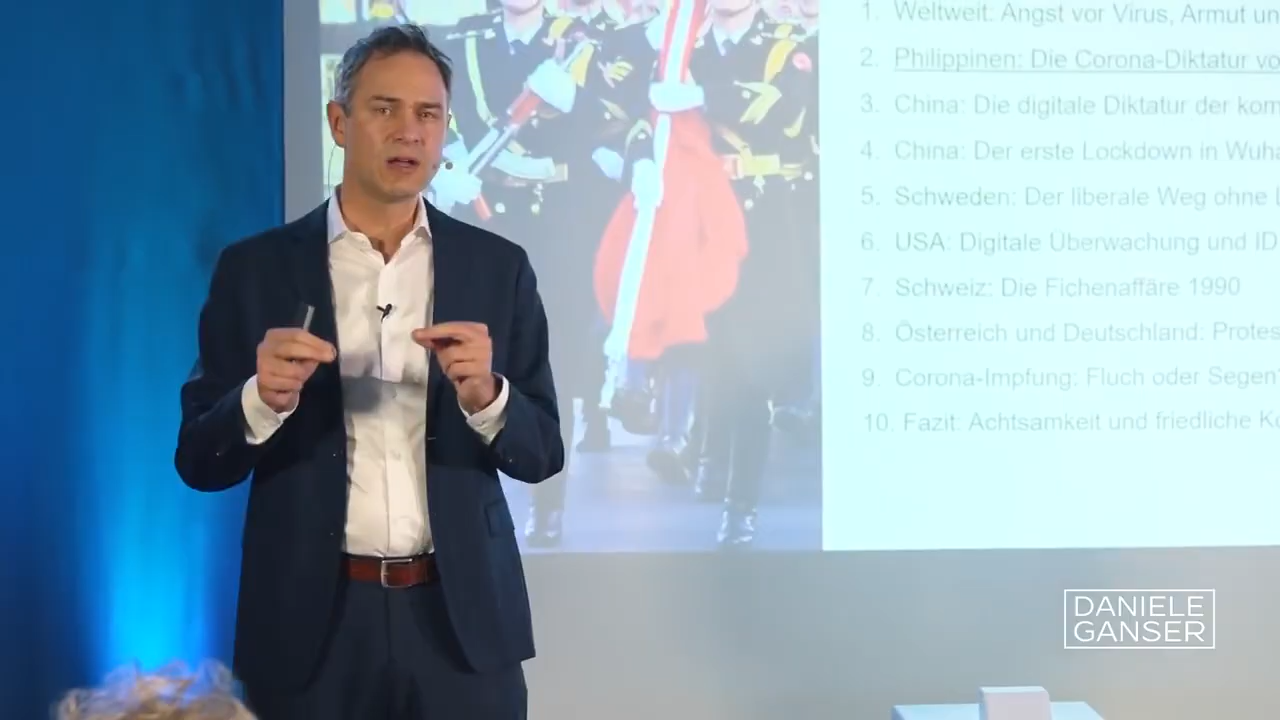 1. Weltweit: Angst vor Virus, Armut
2. Philippinen: Die Corona-Diktatur
3. China: Die digitale Diktatur der
4. China: Der erste Lockdown in
5. Schweden: Der liberale Weg ohne
6. USA: Digitale Überwachung und ID
7. Schweiz: Die Fichenaffäre 1990
8. Österreich und Deutschland:
9. Corona-Impfung: Fluch oder Segen
10. Fazit: Achtsamkeit und friedliche
DANIELE
GANSER